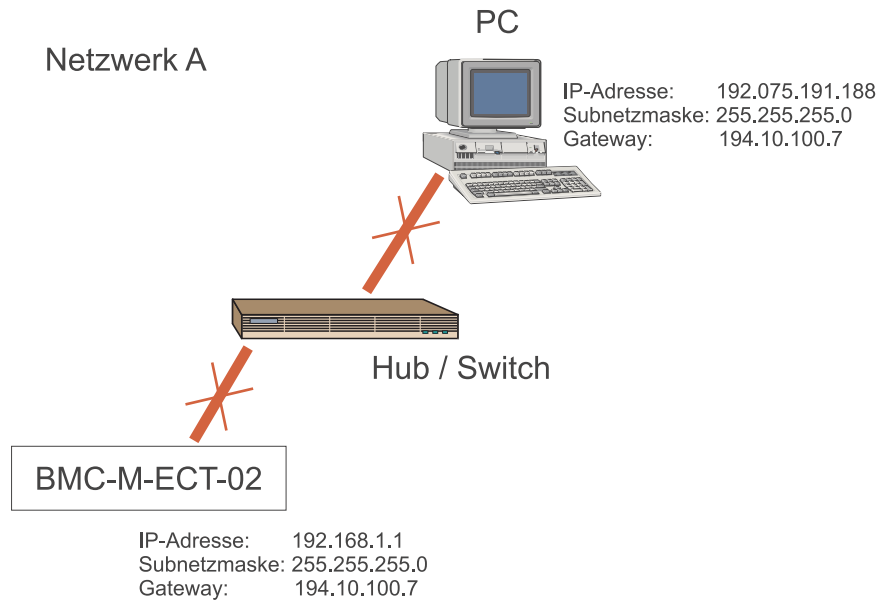 PC
Netzwerk A
IP-Adresse: 192.075.191.188
Subnetzmaske: 255.255.255.0
Gateway: 194.10.100.7
Hub / Switch
BMC-M-ECT-02
IP-Adresse: 192.168.1.1
Subnetzmaske: 255.255.255.0
Gateway: 194.10.100.7